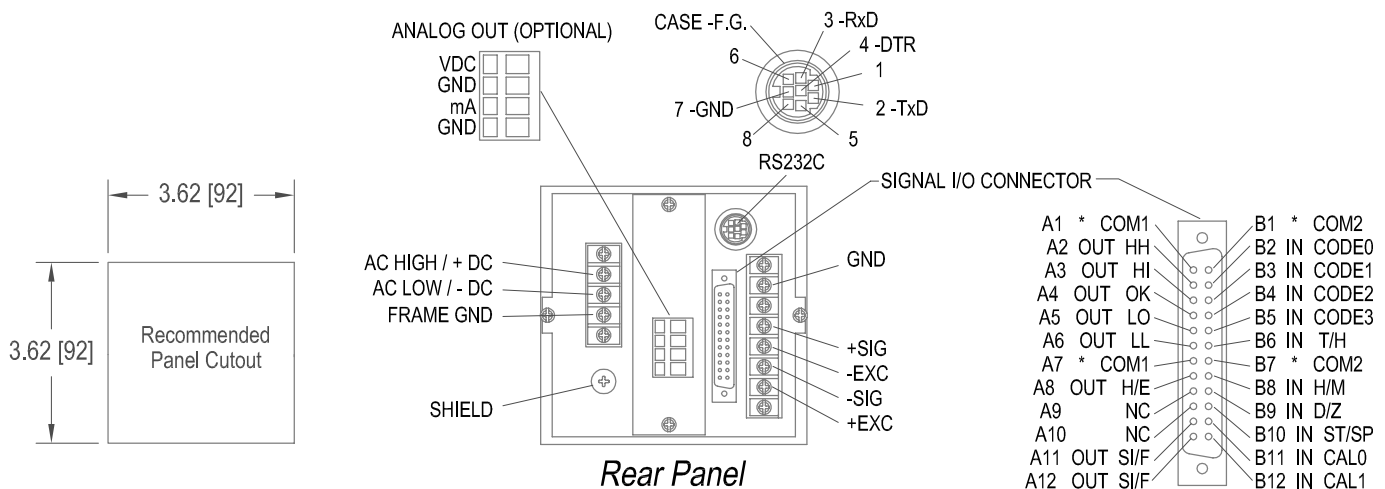 ANALOG OUT (OPTIONAL)
VDC
GND
mA
GND
CASE -F.G.
3 -RxD
4 -DTR
6
1
7 -GND
2 -TxD
8
5
RS232C
3.62 [92]
3.62 [92]
Recommended
Panel Cutout
AC HIGH / + DC
AC LOW / - DC
FRAME GND
SHIELD
SIGNAL I/O CONNECTOR
GND
+SIG
-EXC
-SIG
+EXC
Rear Panel
A1 * COM1
A2 OUT HH
A3 OUT HI
A4 OUT OK
A5 OUT LO
A6 OUT LL
A7 * COM1
A8 OUT H/E
A9 NC
A10 NC
A11 OUT SI/F
A12 OUT SI/F
B1 * COM2
B2 IN CODE0
B3 IN CODE1
B4 IN CODE2
B5 IN CODE3
B6 IN T/H
B7 * COM2
B8 IN H/M
B9 IN D/Z
B10 IN ST/SP
B11 IN CAL0
B12 IN CAL1